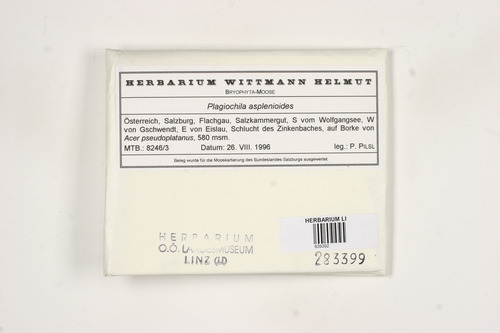 HERBARIUM WITTMANN HELMUT
BRYOPHYTA-MOOSE
Plagiochila asplenioides
Österreich, Salzburg, Flachgau, Salzkammergut, S vom Wolfgangsee, W
von Gschwendt, E von Eislau, Schlucht des Zinkenbaches, auf Borke von
Acer pseudoplatanus, 580 msm.
MTB.: 8246/3 Datum: 26. VIII. 1996 leg.: P. PILSL
Beleg wurde für die Mooskartierung des Bundeslandes Salzburgs ausgewertet
HERBARIUM LI
HERBARIUM
O.Ö. LANDESMUSEUM
LINZ
283399